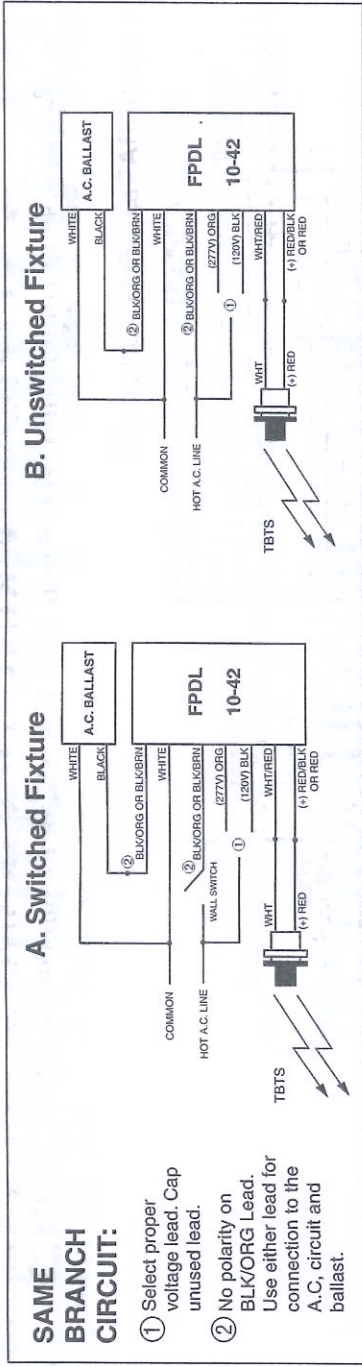 SAME
BRANCH
CIRCUIT:
① Select proper
voltage lead. Cap
unused lead.
② No polarity on
BLK/ORG Lead.
Use either lead for
connection to the
A.C, circuit and
ballast.
A. Switched Fixture
A.C. BALLAST
WHITE
BLACK
② BLK/ORG OR BLK/BRN
WHITE
COMMON
② BLK/ORG OR BLK/BRN
WALL SWITCH
HOT A.C. LINE
(277V) ORG
(120V) BLK
①
FPDL
10-42
WHT/RED
WHT
(+) RED
(+) RED/BLK
OR RED
TBTS
B. Unswitched Fixture
A.C. BALLAST
WHITE
BLACK
② BLK/ORG OR BLK/BRN
WHITE
COMMON
② BLK/ORG OR BLK/BRN
HOT A.C. LINE
(277V) ORG
(120V) BLK
①
FPDL
10-42
WHT/RED
WHT
(+) RED
(+) RED/BLK
OR RED
TBTS